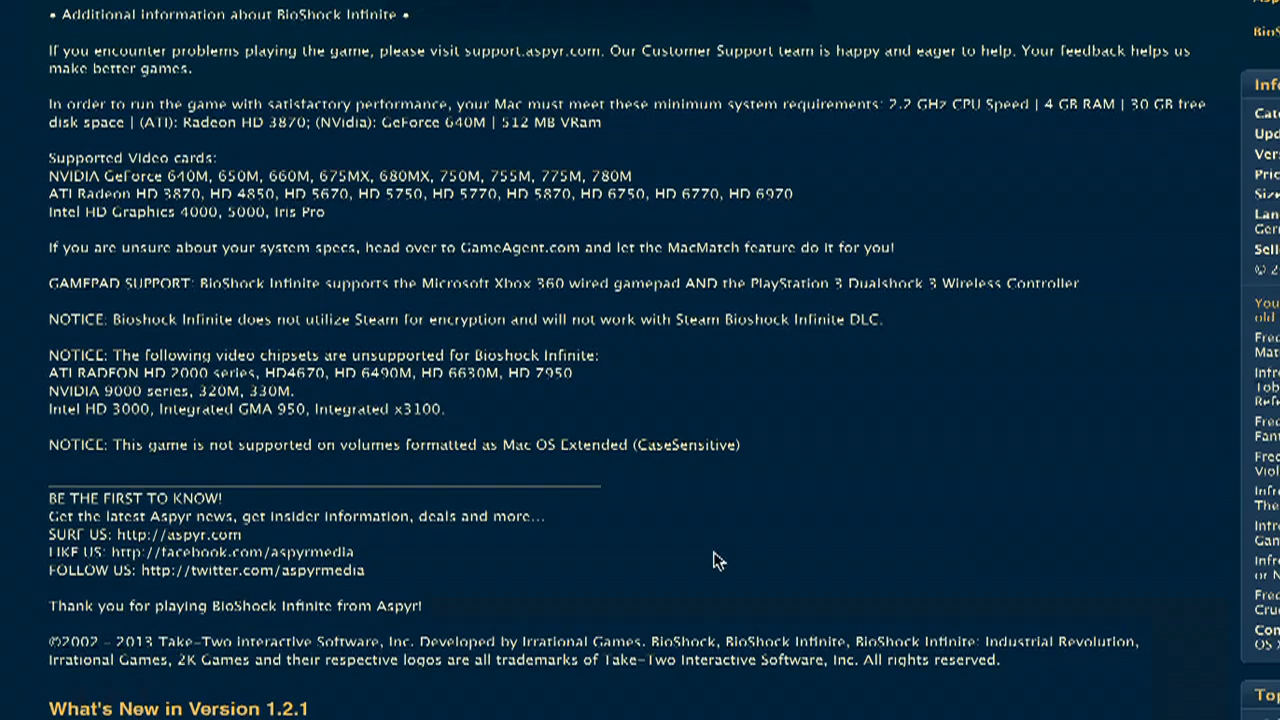 • Additional information about BioShock Infinite •
If you encounter problems playing the game, please visit support.aspyr.com. Our Customer Support team is happy and eager to help. Your feedback helps us
make better games.
In order to run the game with satisfactory performance, your Mac must meet these minimum system requirements: 2.2 GHz CPU Speed | 4 GB RAM | 30 GB free
disk space | (ATI): Radeon HD 3870; (NVidia): GeForce 640M | 512 MB VRam
Supported Video cards:
NVIDIA GeForce 640M, 650M, 660M, 675MX, 680MX, 750M, 755M, 775M, 780M
ATI Radeon HD 3870, HD 4850, HD 5670, HD 5750, HD 5770, HD 5870, HD 6750, HD 6770, HD 6970
Intel HD Graphics 4000, 5000, Iris Pro
If you are unsure about your system specs, head over to GameAgent.com and let the MacMatch feature do it for you!
GAMEPAD SUPPORT: BioShock Infinite supports the Microsoft Xbox 360 wired gamepad AND the PlayStation 3 Dualshock 3 Wireless Controller
NOTICE: Bioshock Infinite does not utilize Steam for encryption and will not work with Steam Bioshock Infinite DLC.
NOTICE: The following video chipsets are unsupported for Bioshock Infinite:
ATI RADEON HD 2000 series, HD4670, HD 6490M, HD 6630M, HD 7950
NVIDIA 9000 series, 320M, 330M.
Intel HD 3000, Integrated GMA 950, Integrated x3100.
NOTICE: This game is not supported on volumes formatted as Mac OS Extended (CaseSensitive)
BE THE FIRST TO KNOW!
Get the latest Aspyr news, get insider information, deals and more...
SURF US: http://aspyr.com
LIKE US: http://facebook.com/aspyrmedia
FOLLOW US: http://twitter.com/aspyrmedia
Thank you for playing BioShock Infinite from Aspyr!
©2002 - 2013 Take-Two Interactive Software, Inc. Developed by Irrational Games. BioShock, BioShock Infinite, BioShock Infinite: Industrial Revolution,
Irrational Games, 2K Games and their respective logos are all trademarks of Take-Two Interactive Software, Inc. All rights reserved.
What's New in Version 1.2.1
You
old